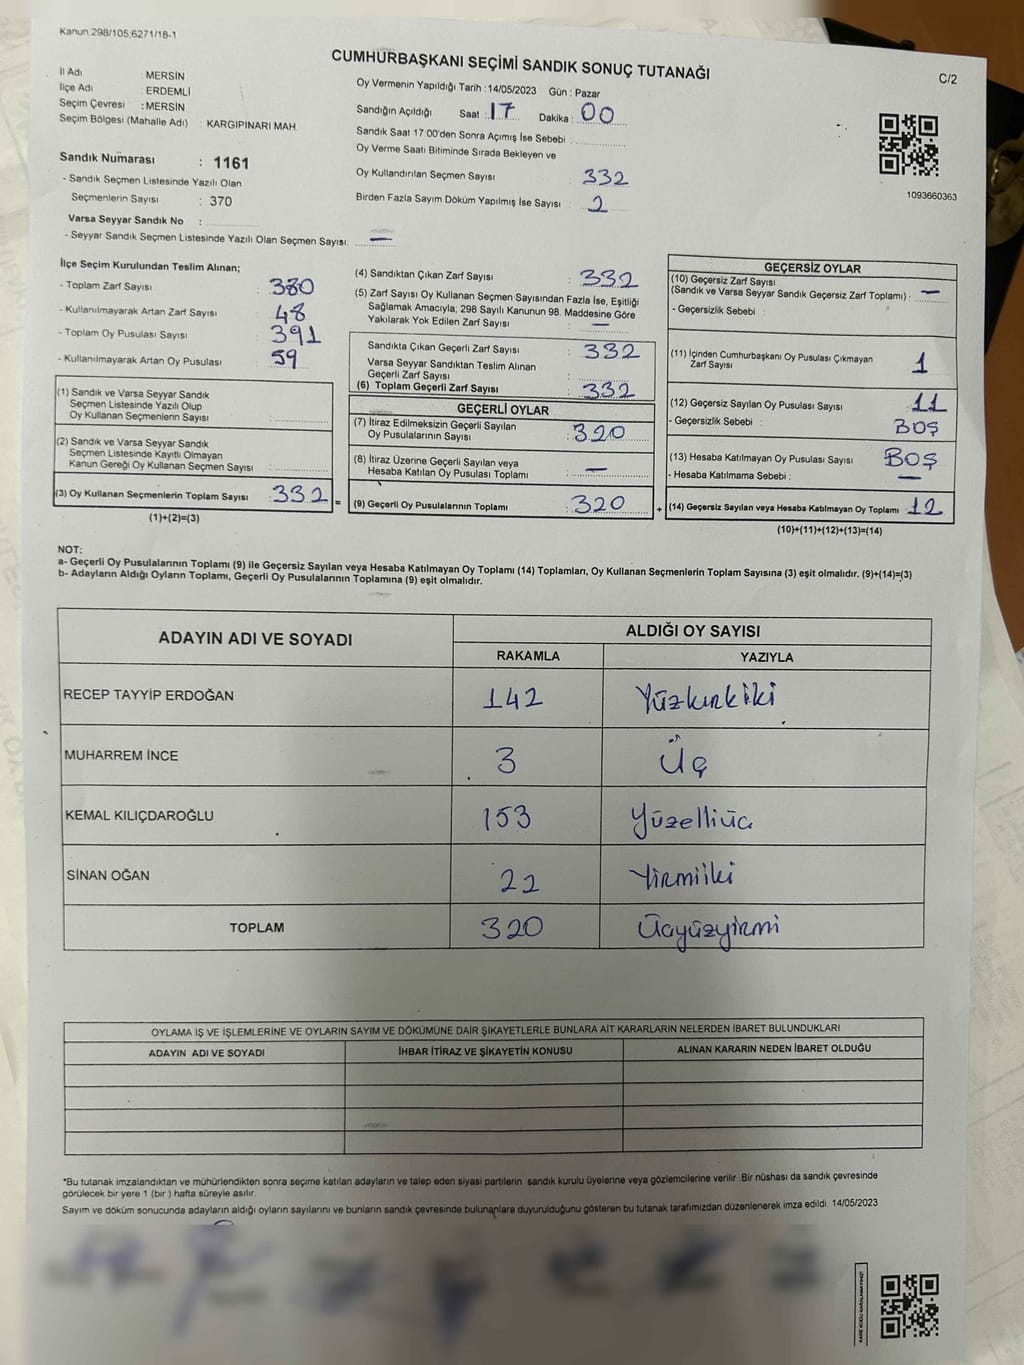 Kanun.298/105;6271/18-1
CUMHURBAŞKANI SEÇİMİ SANDIK SONUÇ TUTANAĞI
C/2
İl Adı : MERSİN
İlçe Adı : ERDEMLİ
Seçim Çevresi : MERSİN
Seçim Bölgesi (Mahalle Adı) : KARGIPINARI MAH.
Oy Vermenin Yapıldığı Tarih : 14/05/2023 Gün : Pazar
Sandığın Açıldığı Saat : 17 Dakika : 00
Sandık Saat 17.00'den Sonra Açımış İse Sebebi :
Oy Verme Saati Bitiminde Sırada Bekleyen ve
Oy Kullandırılan Seçmen Sayısı : 332
Birden Fazla Sayım Döküm Yapılmış İse Sayısı : 2
1093660363
Sandık Numarası : 1161
- Sandık Seçmen Listesinde Yazılı Olan
Seçmenlerin Sayısı : 370
Varsa Seyyar Sandık No :
- Seyyar Sandık Seçmen Listesinde Yazılı Olan Seçmen Sayısı: —
İlçe Seçim Kurulundan Teslim Alınan;
- Toplam Zarf Sayısı : 380
- Kullanılmayarak Artan Zarf Sayısı : 48
- Toplam Oy Pusulası Sayısı : 391
- Kullanılmayarak Artan Oy Pusulası : 59
(1) Sandık ve Varsa Seyyar Sandık
Seçmen Listesinde Yazılı Olup
Oy Kullanan Seçmenlerin Sayısı :
(2) Sandık ve Varsa Seyyar Sandık
Seçmen Listesinde Kayıtlı Olmayan
Kanun Gereği Oy Kullanan Seçmen Sayısı :
(3) Oy Kullanan Seçmenlerin Toplam Sayısı : 332 =
(1)+(2)=(3)
(4) Sandıktan Çıkan Zarf Sayısı : 332
(5) Zarf Sayısı Oy Kullanan Seçmen Sayısından Fazla İse, Eşitliği
Sağlamak Amacıyla; 298 Sayılı Kanunun 98. Maddesine Göre
Yakılarak Yok Edilen Zarf Sayısı : —
Sandıkta Çıkan Geçerli Zarf Sayısı : 332
Varsa Seyyar Sandıktan Teslim Alınan
Geçerli Zarf Sayısı :
(6) Toplam Geçerli Zarf Sayısı : 332
GEÇERLİ OYLAR
(7) İtiraz Edilmeksizin Geçerli Sayılan
Oy Pusulalarının Sayısı : 320
(8) İtiraz Üzerine Geçerli Sayılan veya
Hesaba Katılan Oy Pusulası Toplamı : —
(9) Geçerli Oy Pusulalarının Toplamı : 320 +
GEÇERSİZ OYLAR
(10) Geçersiz Zarf Sayısı
(Sandık ve Varsa Seyyar Sandık Geçersiz Zarf Toplamı) : —
- Geçersizlik Sebebi :
(11) İçinden Cumhurbaşkanı Oy Pusulası Çıkmayan
Zarf Sayısı : 1
(12) Geçersiz Sayılan Oy Pusulası Sayısı : 11
- Geçersizlik Sebebi : BOŞ
(13) Hesaba Katılmayan Oy Pusulası Sayısı : BOŞ
- Hesaba Katılmama Sebebi : —
(14) Geçersiz Sayılan veya Hesaba Katılmayan Oy Toplamı : 12
(10)+(11)+(12)+(13)=(14)
NOT:
a- Geçerli Oy Pusulalarının Toplamı (9) ile Geçersiz Sayılan veya Hesaba Katılmayan Oy Toplamı (14) Toplamları, Oy Kullanan Seçmenlerin Toplam Sayısına (3) eşit olmalıdır. (9)+(14)=(3)
b- Adayların Aldığı Oyların Toplamı, Geçerli Oy Pusulalarının Toplamına (9) eşit olmalıdır.
ADAYIN ADI VE SOYADI
ALDIĞI OY SAYISI
RAKAMLA YAZIYLA
RECEP TAYYİP ERDOĞAN 142 Yüzkırkiki
MUHARREM İNCE 3 Üç
KEMAL KILIÇDAROĞLU 153 Yüzelliüç
SİNAN OĞAN 22 Yirmiiki
TOPLAM 320 Üçyüzyirmi
OYLAMA İŞ VE İŞLEMLERİNE VE OYLARIN SAYIM VE DÖKÜMÜNE DAİR ŞİKAYETLERLE BUNLARA AİT KARARLARIN NELERDEN İBARET BULUNDUKLARI
ADAYIN ADI VE SOYADI İHBAR İTİRAZ VE ŞİKAYETİN KONUSU ALINAN KARARIN NEDEN İBARET OLDUĞU
*Bu tutanak imzalandıktan ve mühürlendikten sonra seçime katılan adayların ve talep eden siyasi partilerin sandık kurulu üyelerine veya gözlemcilerine verilir. Bir nüshası da sandık çevresinde
görülecek bir yere 1 (bir) hafta süreyle asılır.
Sayım ve döküm sonucunda adayların aldığı oyların sayılarını ve bunların sandık çevresinde bulunanlara duyurulduğunu gösteren bu tutanak tarafımızdan düzenlenerek imza edildi. 14/05/2023
KARE KODU KARALAMAYINIZ!